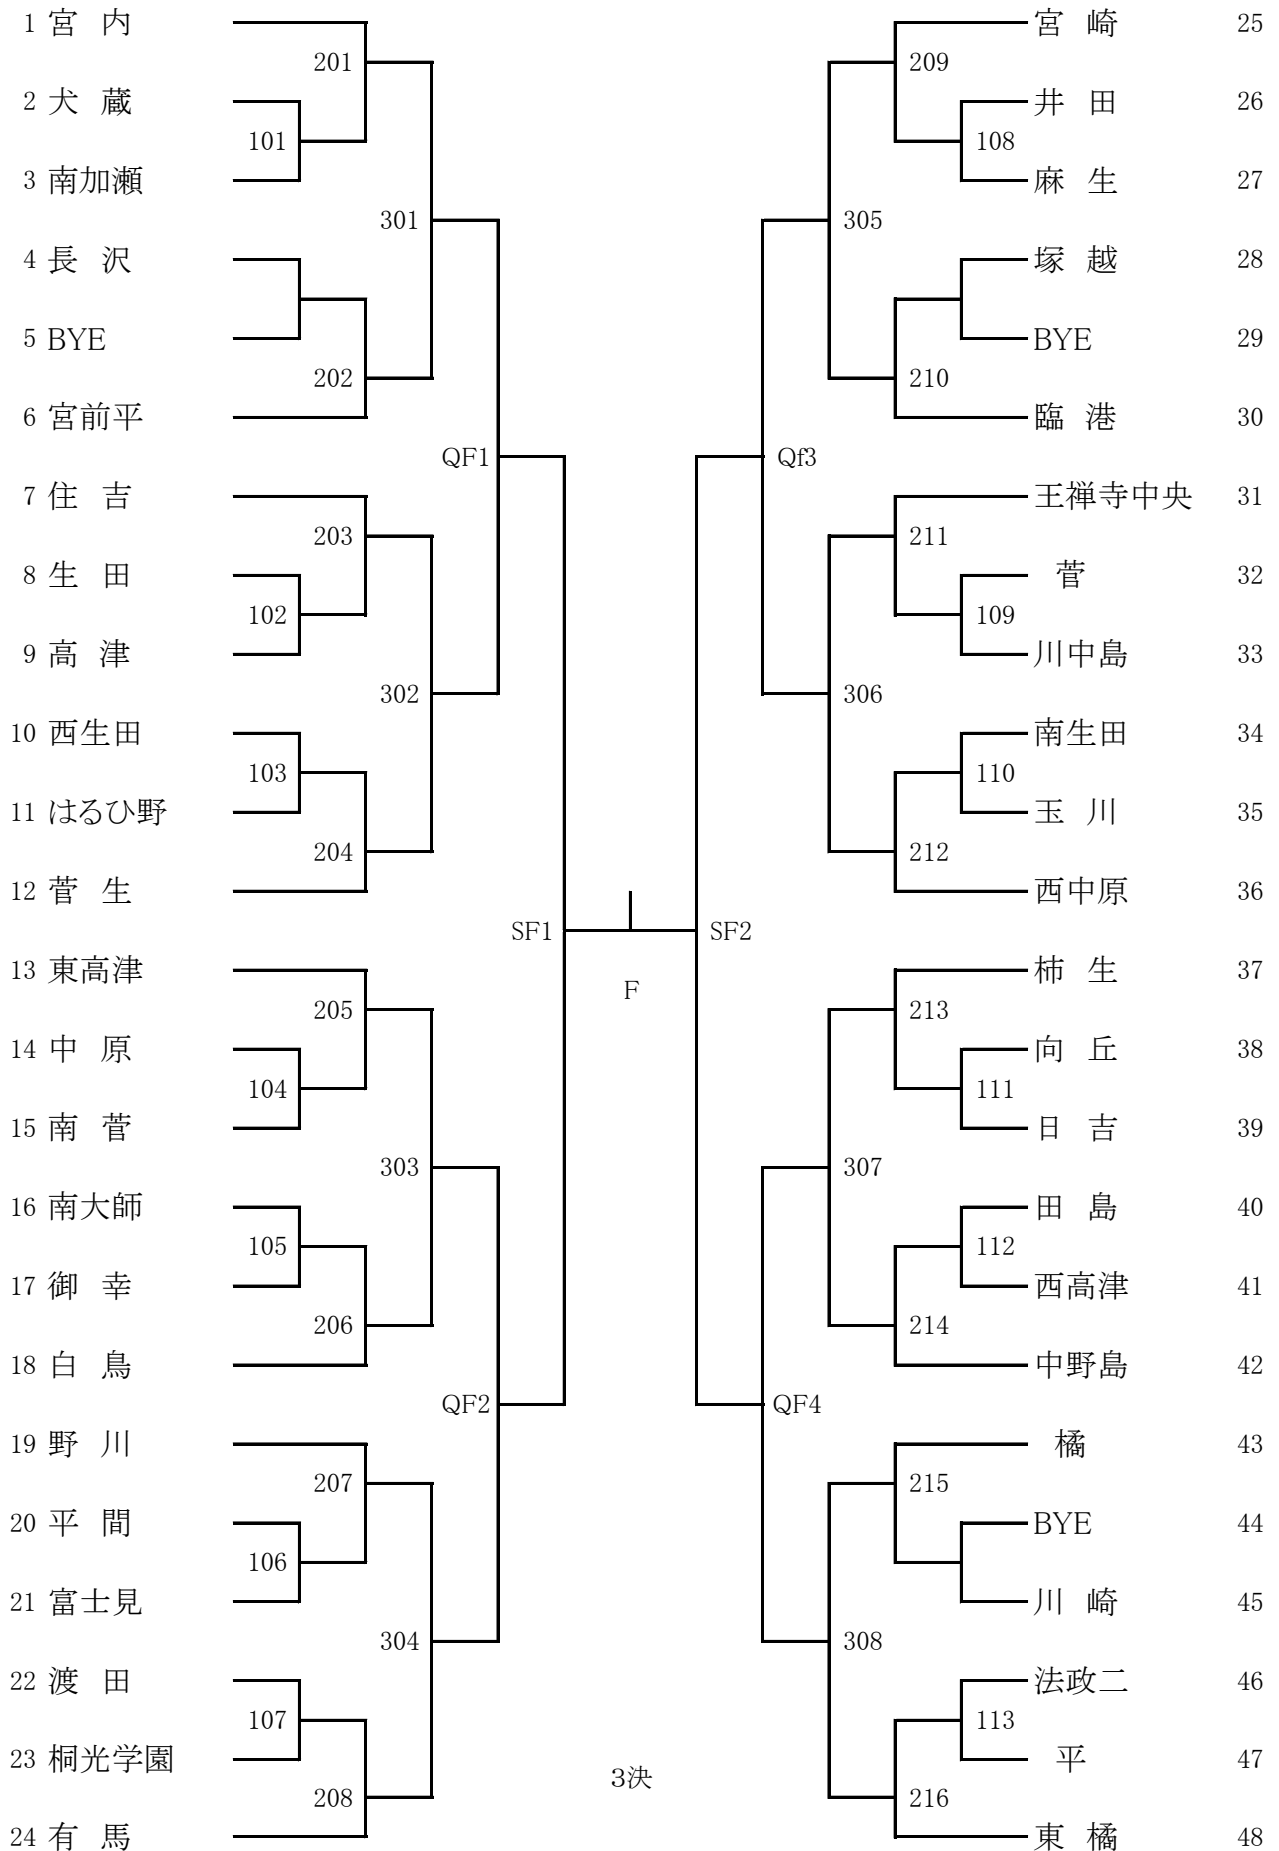 1 宮 内
201
2 犬 蔵
101
3 南加瀬
301
4 長 沢
5 BYE
202
6 宮前平
QF1
7 住 吉
203
8 生 田
102
9 高 津
302
10 西生田
103
11 はるひ野
204
12 菅 生
SF1
13 東高津
205
14 中 原
104
15 南 菅
303
16 南大師
105
17 御 幸
206
18 白 鳥
QF2
19 野 川
207
20 平 間
106
21 富士見
304
22 渡 田
107
23 桐光学園
208
24 有 馬
F
3決
宮 崎 25
209
井 田 26
108
麻 生 27
305
塚 越 28
BYE 29
210
臨 港 30
Qf3
王禅寺中央 31
211
菅 32
109
川中島 33
306
南生田 34
110
玉 川 35
212
西中原 36
SF2
柿 生 37
213
向 丘 38
111
日 吉 39
307
田 島 40
112
西高津 41
214
中野島 42
QF4
橘 43
215
BYE 44
川 崎 45
308
法政二 46
113
平 47
216
東 橘 48